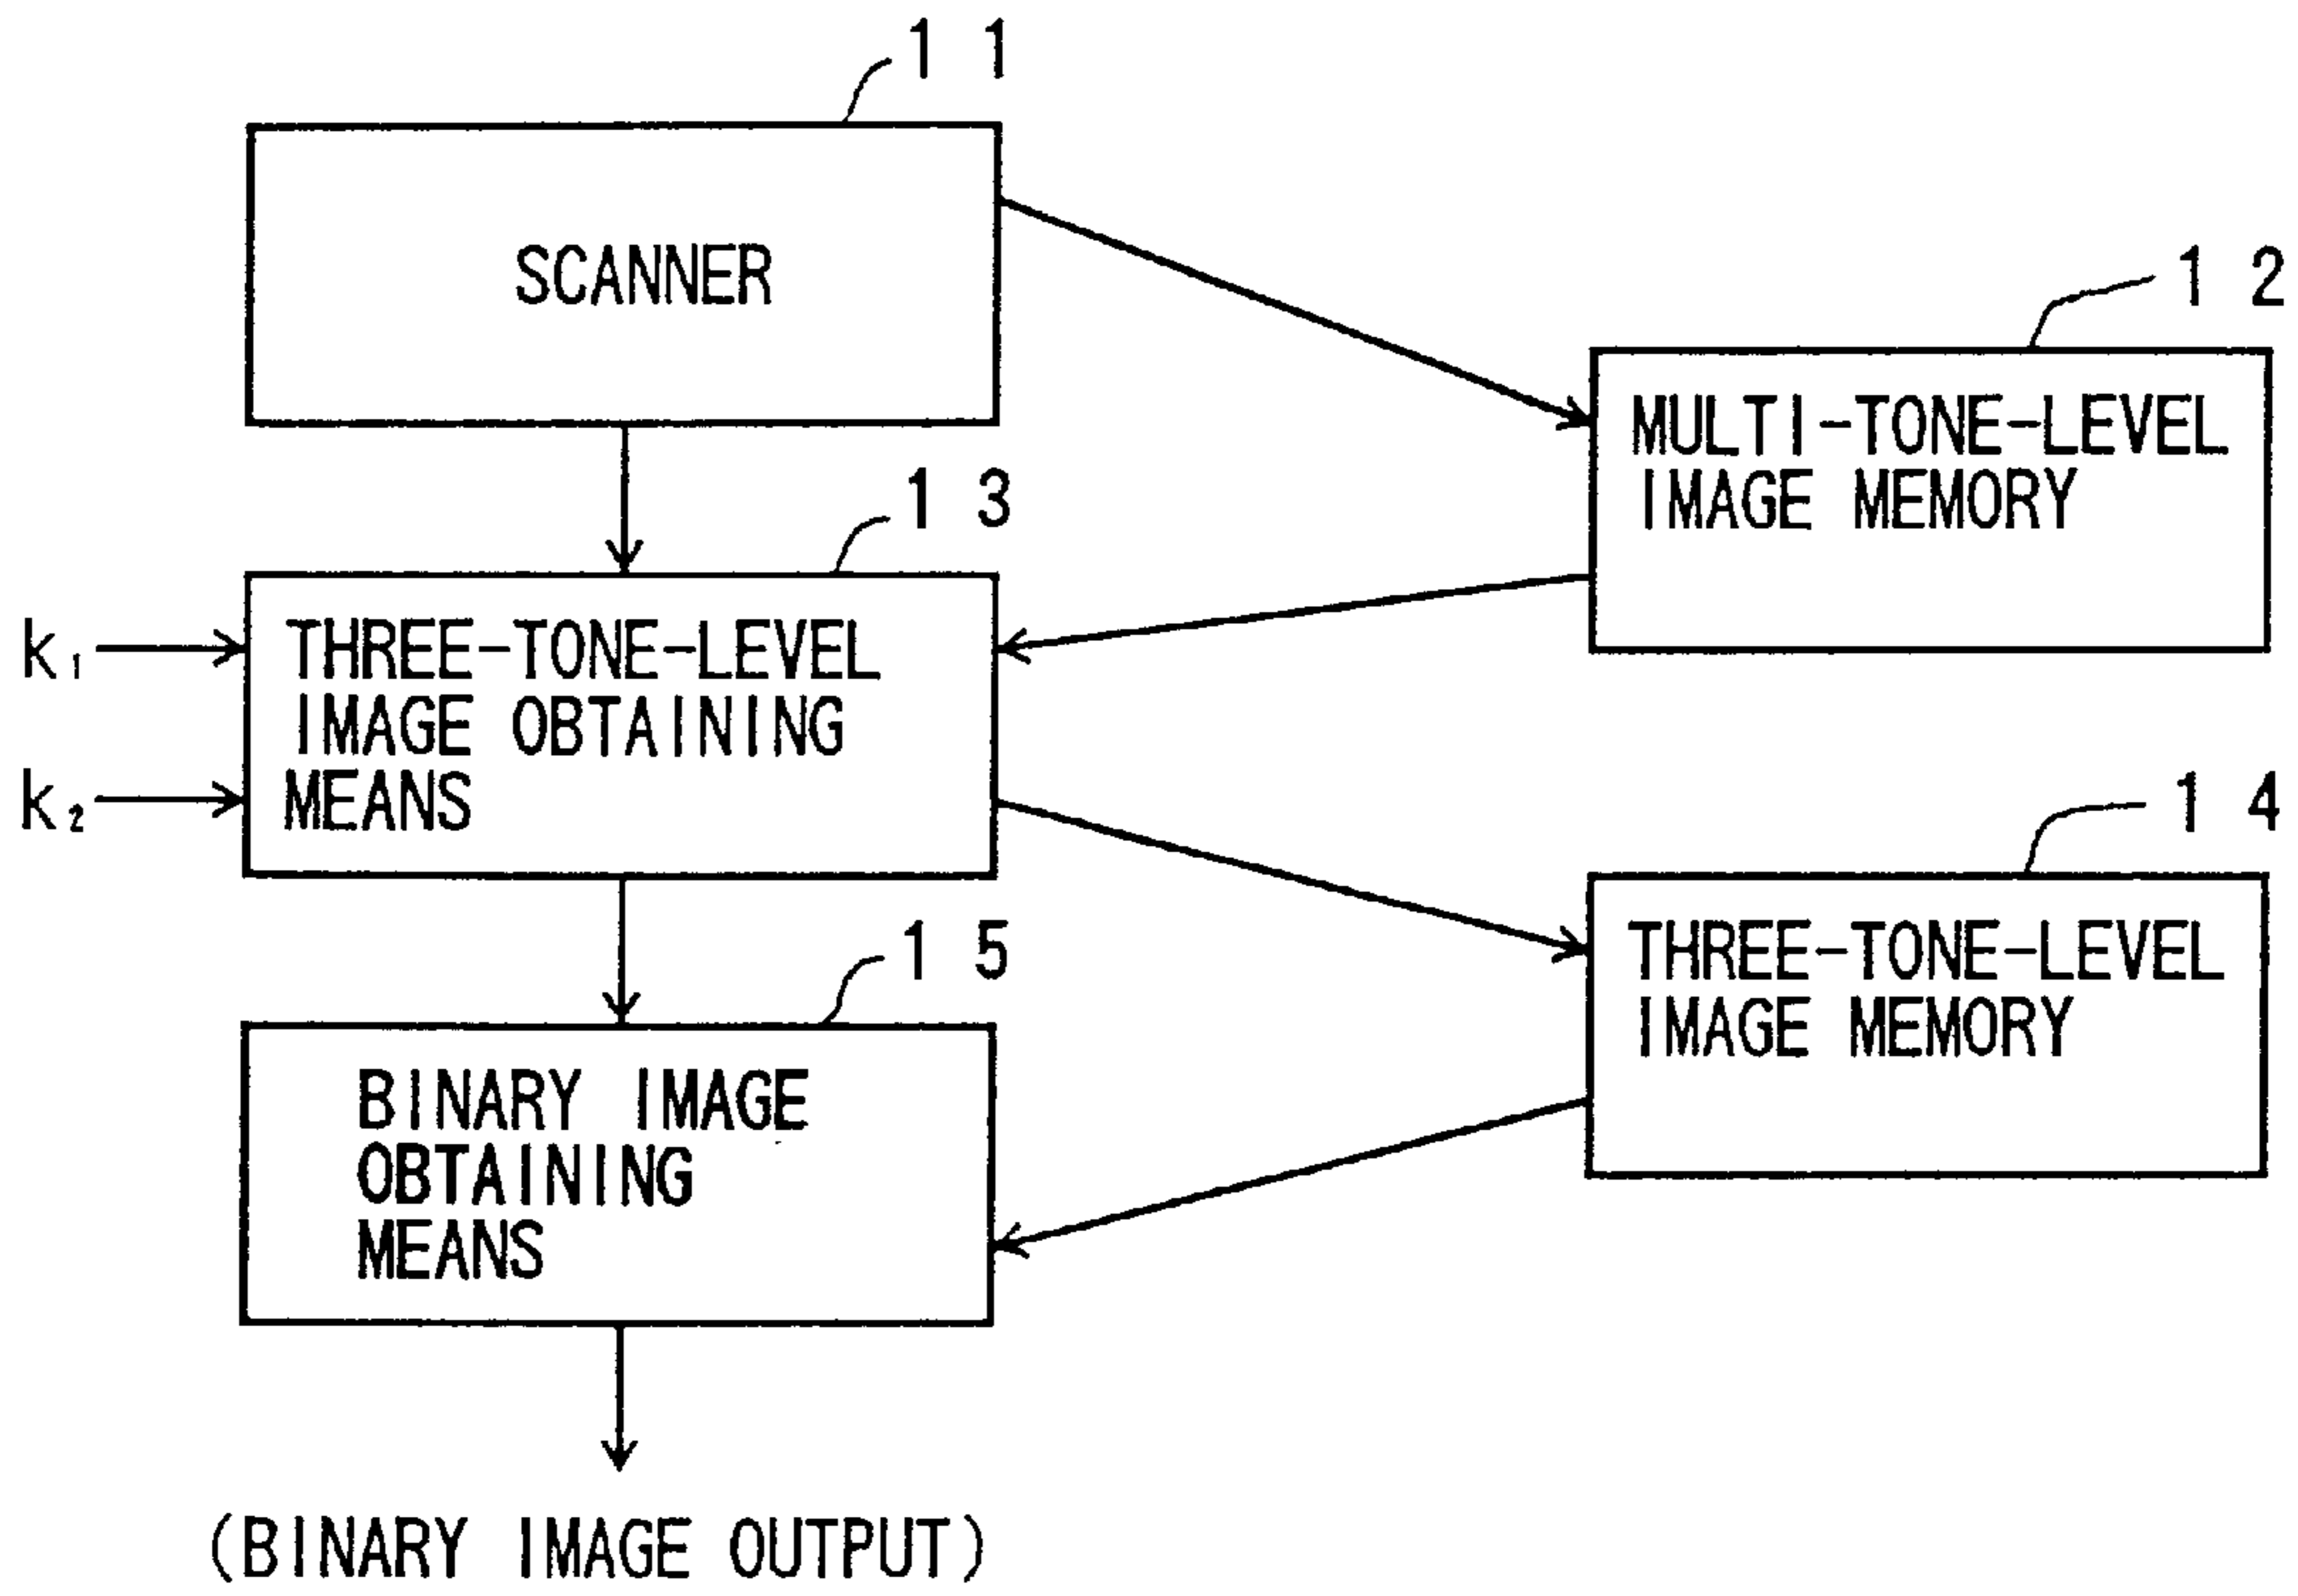 11
SCANNER
12
MULTI-TONE-LEVEL
IMAGE MEMORY
13
k₁
THREE-TONE-LEVEL
IMAGE OBTAINING
MEANS
k₂
14
THREE-TONE-LEVEL
IMAGE MEMORY
15
BINARY IMAGE
OBTAINING
MEANS
(BINARY IMAGE OUTPUT)